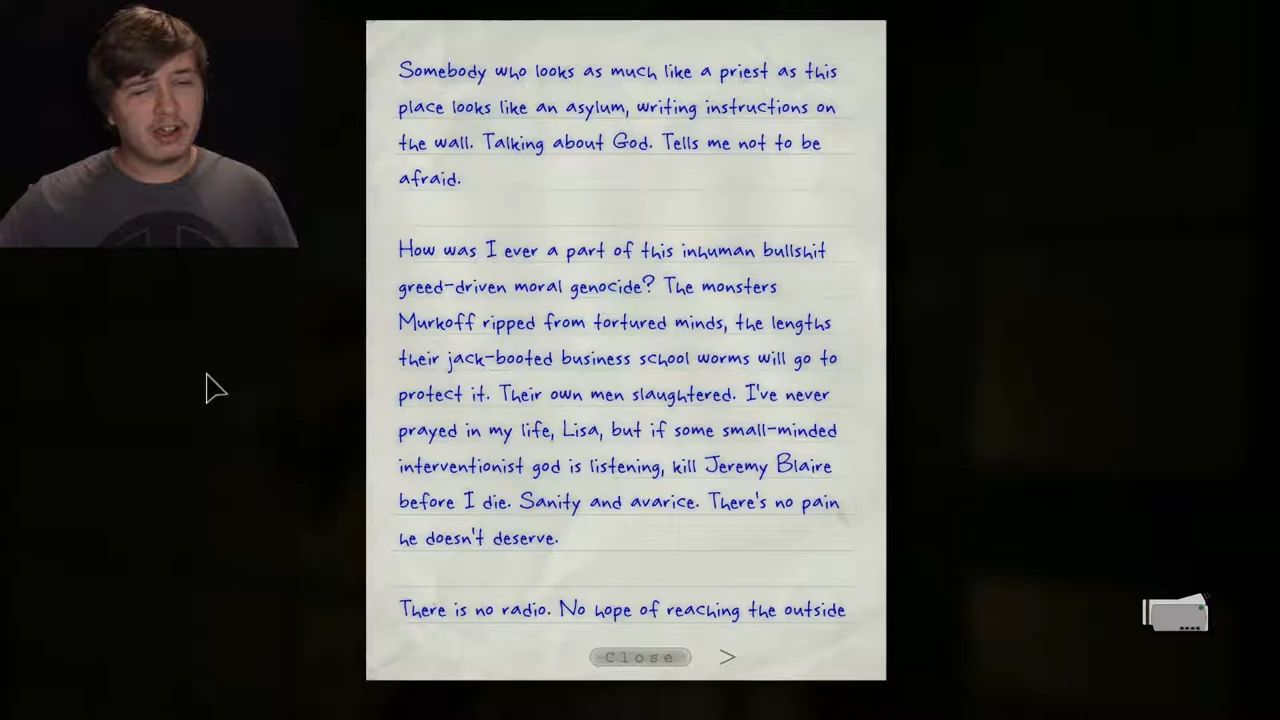 Somebody who looks as much like a priest as this
place looks like an asylum, writing instructions on
the wall. Talking about God. Tells me not to be
afraid.
How was I ever a part of this inhuman bullshit
greed-driven moral genocide? The monsters
Murkoff ripped from tortured minds, the lengths
their jack-booted business school worms will go to
protect it. Their own men slaughtered. I've never
prayed in my life, Lisa, but if some small-minded
interventionist god is listening, kill Jeremy Blaire
before I die. Sanity and avarice. There's no pain
he doesn't deserve.
There is no radio. No hope of reaching the outside
Close >